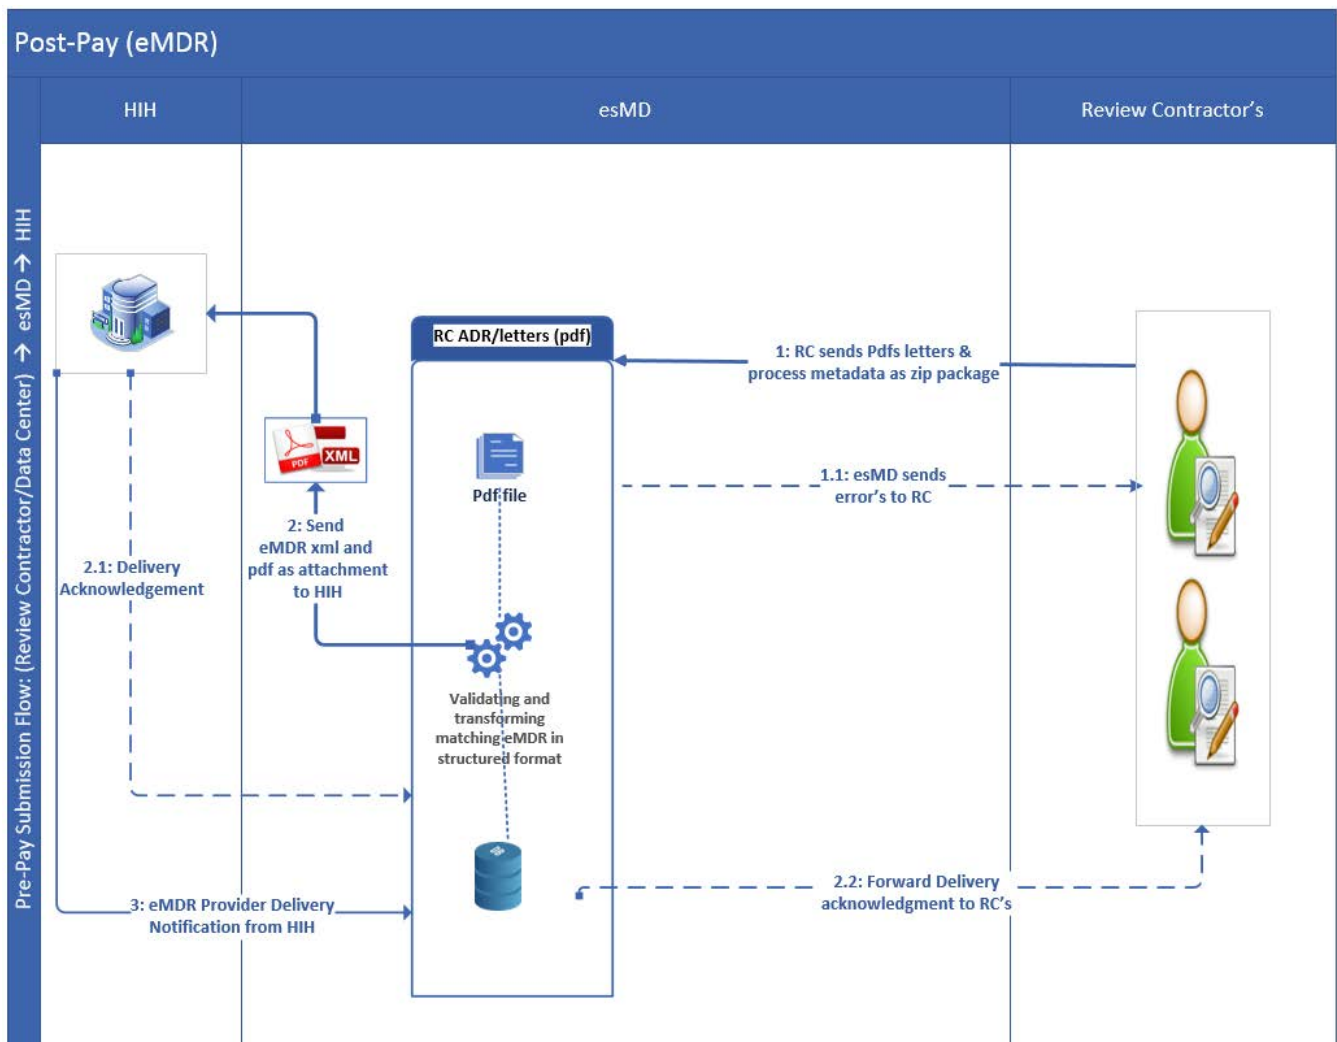 Post-Pay (eMDR)
HIH
esMD
Review Contractor's
Pre-Pay Submission Flow: (Review Contractor/Data Center) → esMD → HIH
RC ADR/letters (pdf)
1: RC sends Pdfs letters &
process metadata as zip package
PDF
XML
Pdf file
1.1: esMD sends
error's to RC
2: Send
eMDR xml and
pdf as attachment
to HIH
2.1: Delivery
Acknowledgement
Validating and
transforming
matching eMDR in
structured format
2.2: Forward Delivery
acknowledgment to RC's
3: eMDR Provider Delivery
Notification from HIH